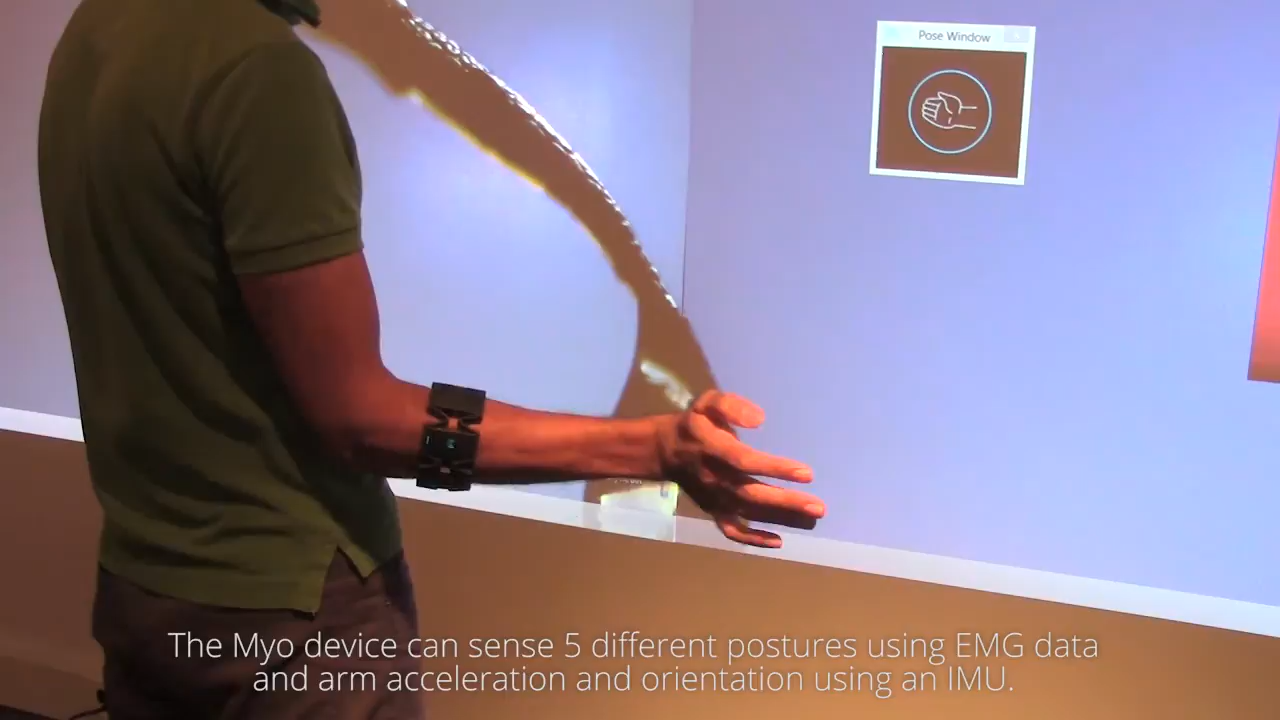 Pose Window
The Myo device can sense 5 different postures using EMG data
and arm acceleration and orientation using an IMU.